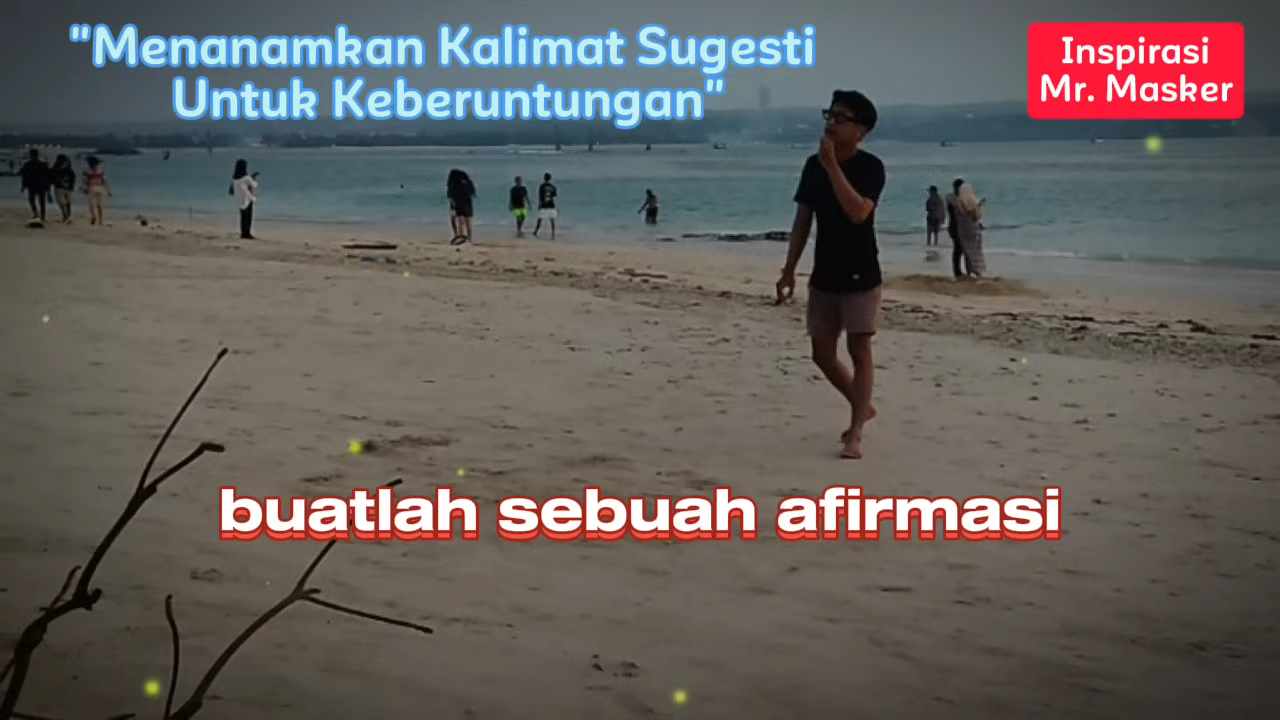 "Menanamkan Kalimat Sugesti
Untuk Keberuntungan"
Inspirasi
Mr. Masker
buatlah sebuah afirmasi